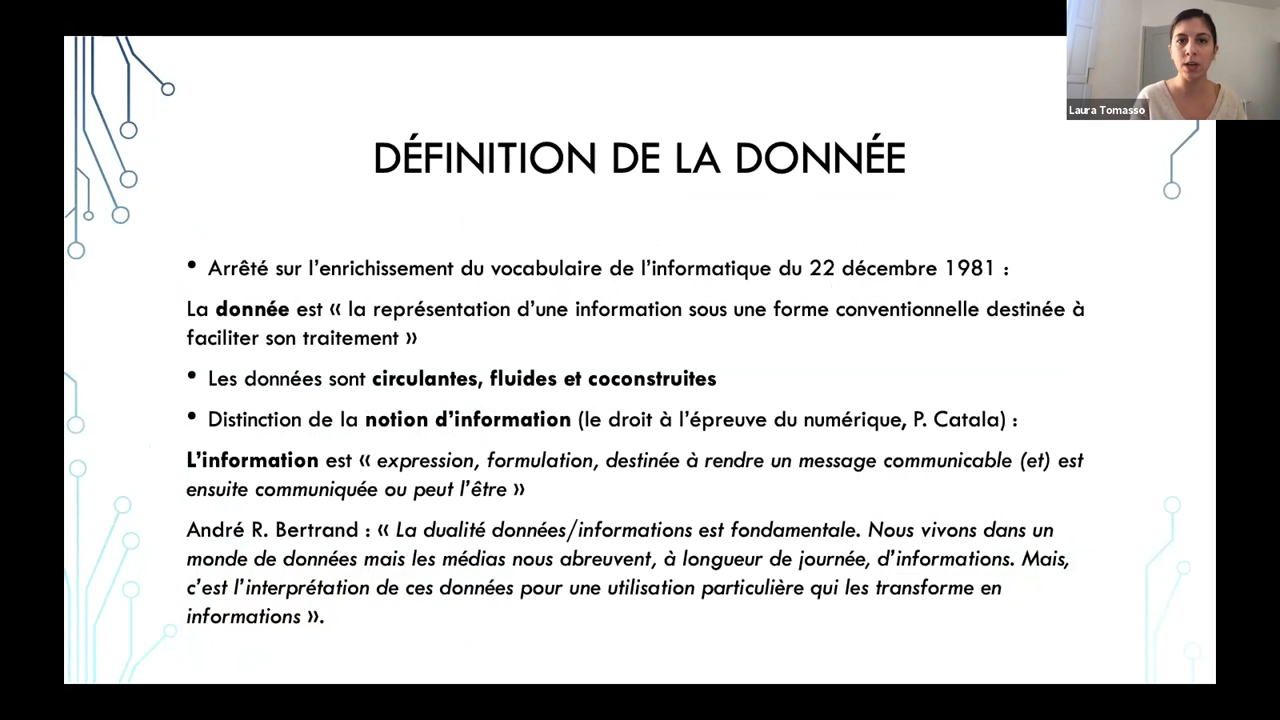 Laura Tomasso
DÉFINITION DE LA DONNÉE
• Arrêté sur l’enrichissement du vocabulaire de l’informatique du 22 décembre 1981 :
La donnée est « la représentation d’une information sous une forme conventionnelle destinée à
faciliter son traitement »
• Les données sont circulantes, fluides et coconstruites
• Distinction de la notion d’information (le droit à l’épreuve du numérique, P. Catala) :
L’information est « expression, formulation, destinée à rendre un message communicable (et) est
ensuite communiquée ou peut l’être »
André R. Bertrand : « La dualité données/informations est fondamentale. Nous vivons dans un
monde de données mais les médias nous abreuvent, à longueur de journée, d’informations. Mais,
c’est l’interprétation de ces données pour une utilisation particulière qui les transforme en
informations ».